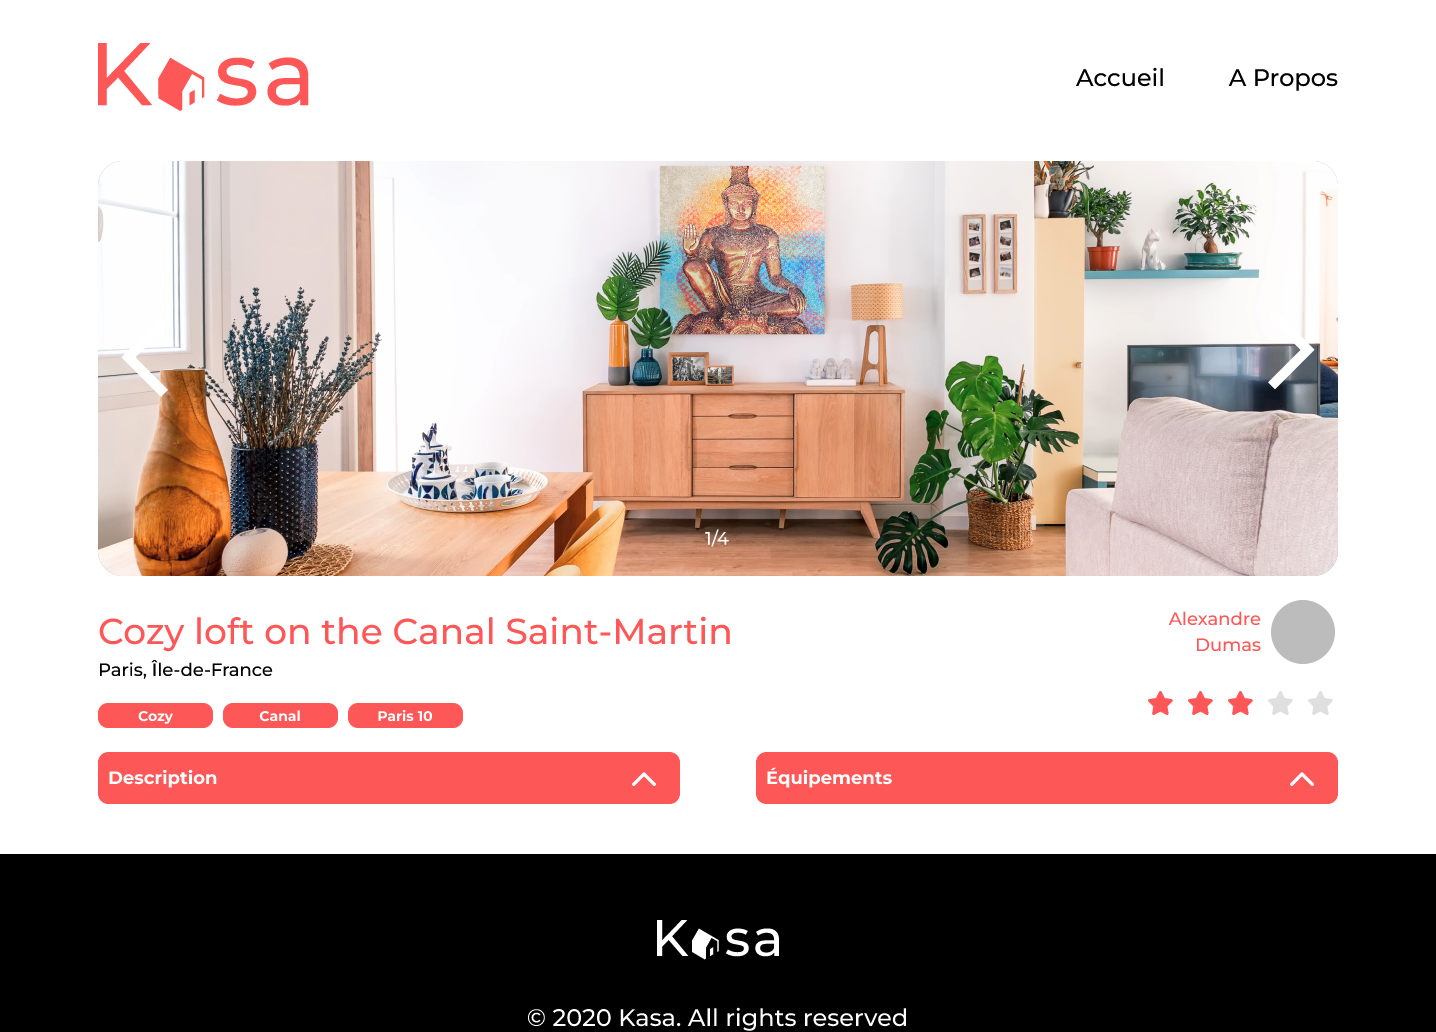 Kasa
Accueil
A Propos
1/4
Cozy loft on the Canal Saint-Martin
Alexandre
Dumas
Paris, Île-de-France
Cozy
Canal
Paris 10
Description
Équipements
Kasa
© 2020 Kasa. All rights reserved